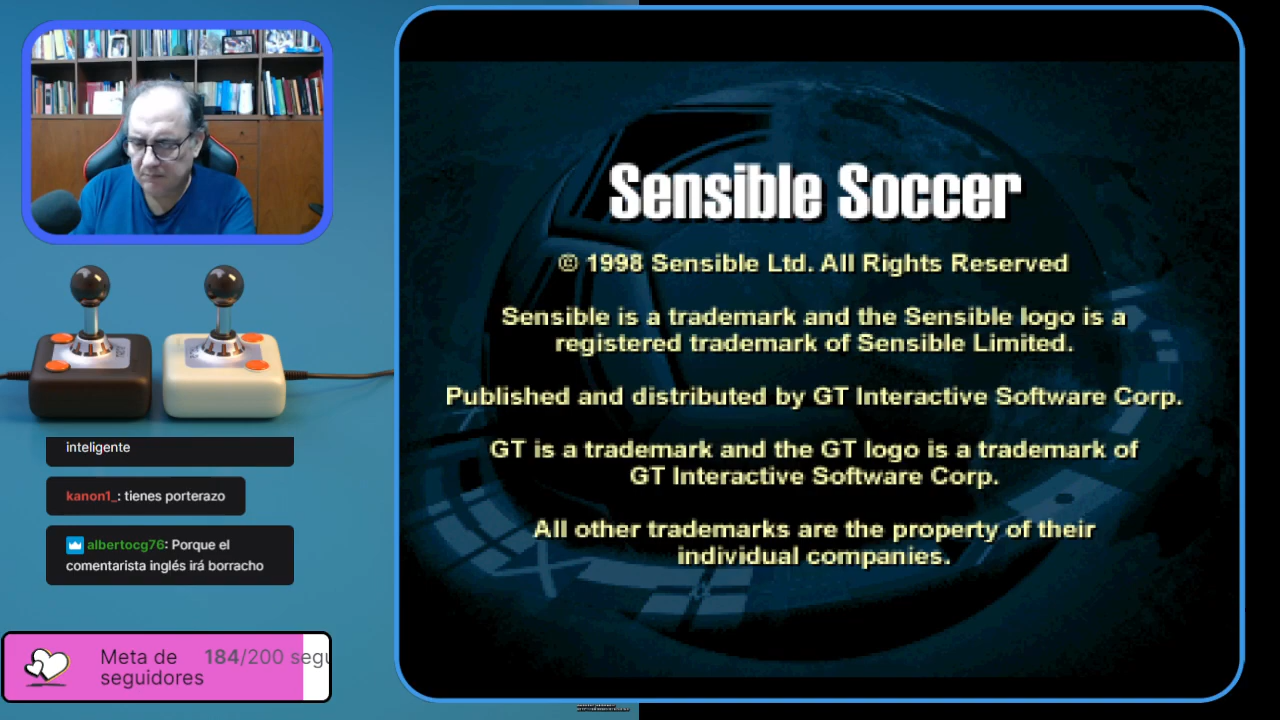 Sensible Soccer
© 1998 Sensible Ltd. All Rights Reserved
Sensible is a trademark and the Sensible logo is a
registered trademark of Sensible Limited.
Published and distributed by GT Interactive Software Corp.
GT is a trademark and the GT logo is a trademark of
GT Interactive Software Corp.
All other trademarks are the property of their
individual companies.
inteligente
kanon1_: tienes porterazo
albertocg76: Porque el
comentarista inglés irá borracho
Meta de 184/200 segu
seguidores